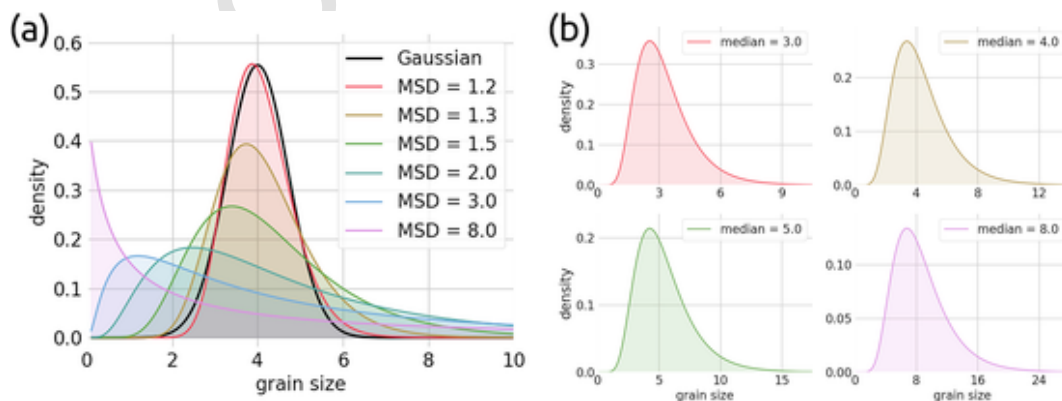 (a)
density
0.6
0.5
0.4
0.3
0.2
0.1
0.0
Gaussian
MSD = 1.2
MSD = 1.3
MSD = 1.5
MSD = 2.0
MSD = 3.0
MSD = 8.0
0 2 4 6 8 10
grain size
(b)
density
0.3
0.2
0.1
0.0
median = 3.0
0 3 6 9
0.2
0.1
0.0
median = 4.0
0 4 8 12
density
0.2
0.1
0.0
median = 5.0
0 5 10 15
grain size
0.10
0.05
0.00
median = 8.0
0 8 16 24
grain size